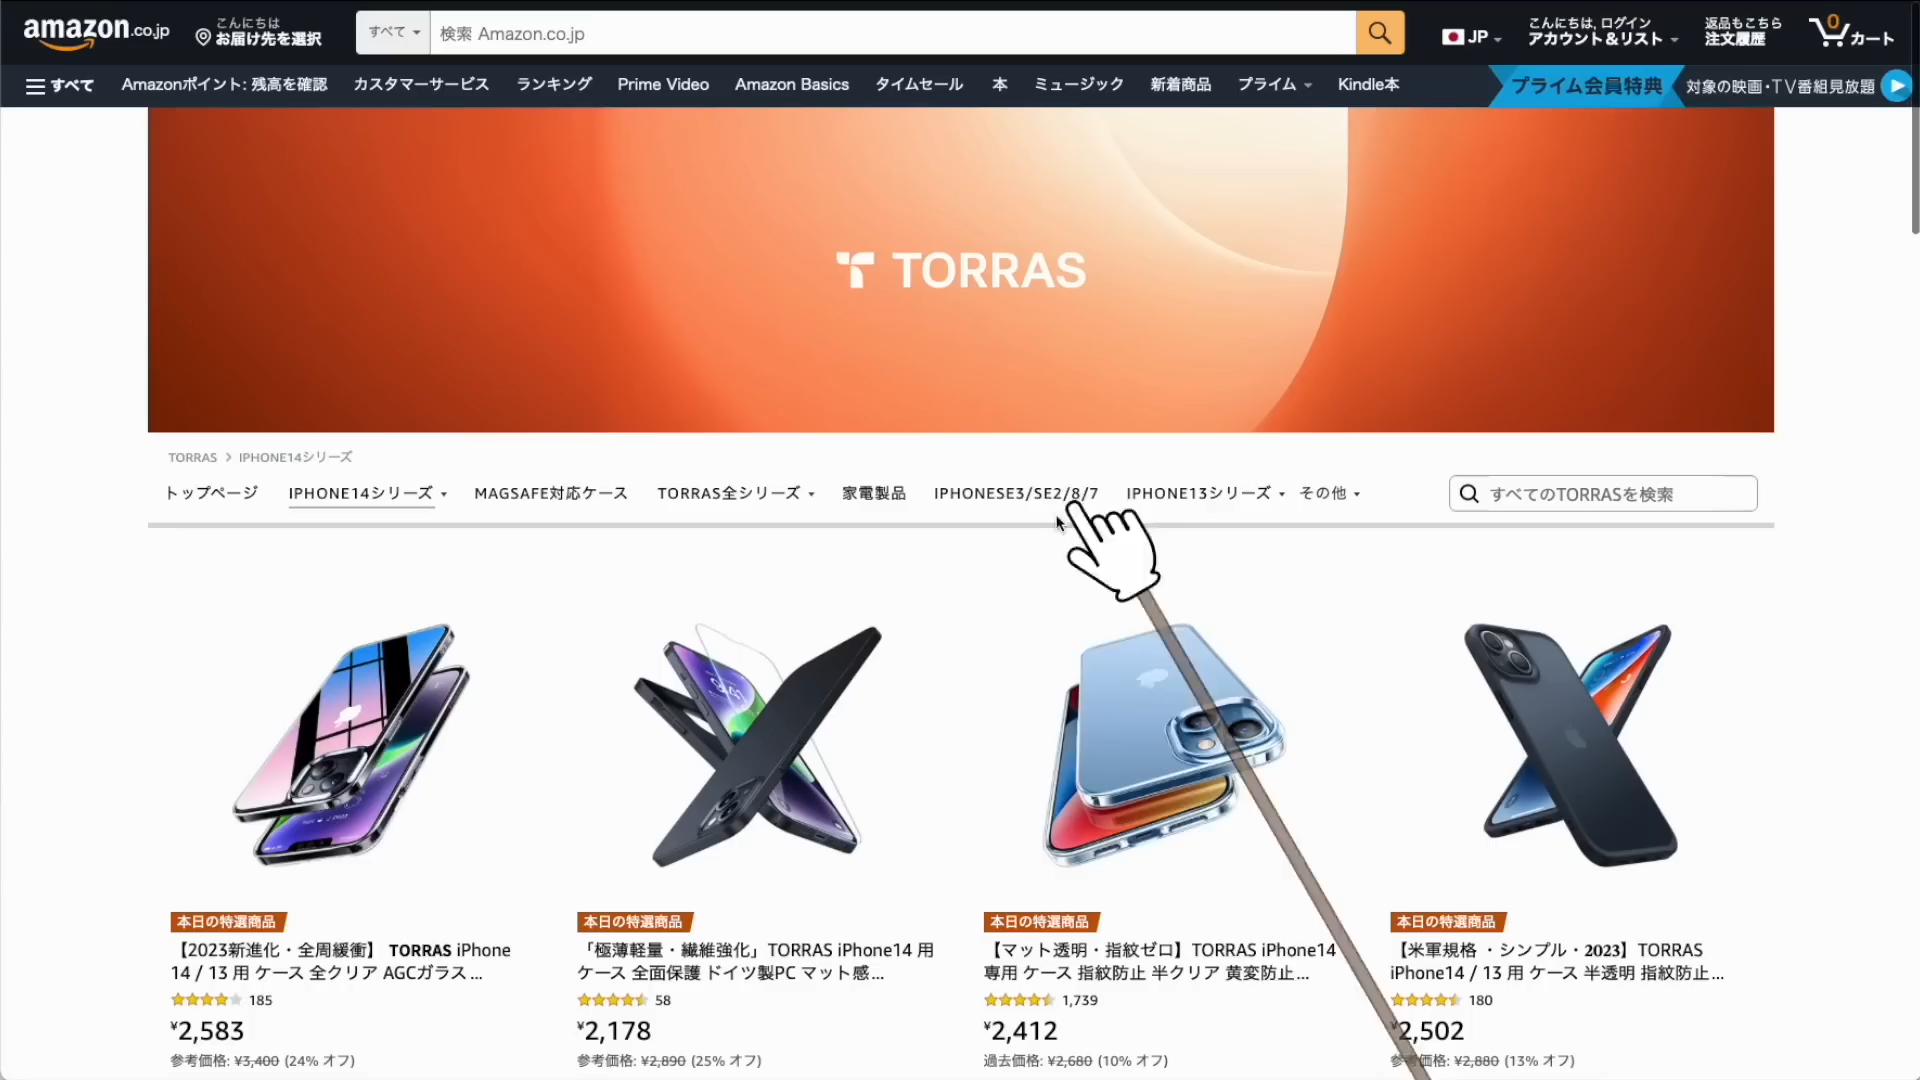 amazon.co.jp
こんにちは
お届け先を選択
すべて
検索 Amazon.co.jp
JP
こんにちは, ログイン
アカウント&リスト
返品もこちら
注文履歴
0
カート
すべて
Amazonポイント: 残高を確認
カスタマーサービス
ランキング
Prime Video
Amazon Basics
タイムセール
本
ミュージック
新着商品
プライム
Kindle本
プライム会員特典
対象の映画・TV番組見放題
TORRAS
TORRAS > IPHONE14シリーズ
トップページ
IPHONE14シリーズ
MAGSAFE対応ケース
TORRAS全シリーズ
家電製品
IPHONESE3/SE2/8/7
IPHONE13シリーズ
その他
すべてのTORRASを検索
本日の特選商品
【2023新進化・全周緩衝】 TORRAS iPhone
14 / 13 用 ケース 全クリア AGCガラス ...
185
¥2,583
参考価格: ¥3,400 (24% オフ)
本日の特選商品
「極薄軽量・繊維強化」TORRAS iPhone14 用
ケース 全面保護 ドイツ製PC マット感...
58
¥2,178
参考価格: ¥2,890 (25% オフ)
本日の特選商品
【マット透明・指紋ゼロ】TORRAS iPhone14
専用 ケース 指紋防止 半クリア 黄変防止...
1,739
¥2,412
過去価格: ¥2,680 (10% オフ)
本日の特選商品
【米軍規格 ・シンプル・2023】TORRAS
iPhone14 / 13 用 ケース 半透明 指紋防止...
180
¥2,502
参考価格: ¥2,880 (13% オフ)